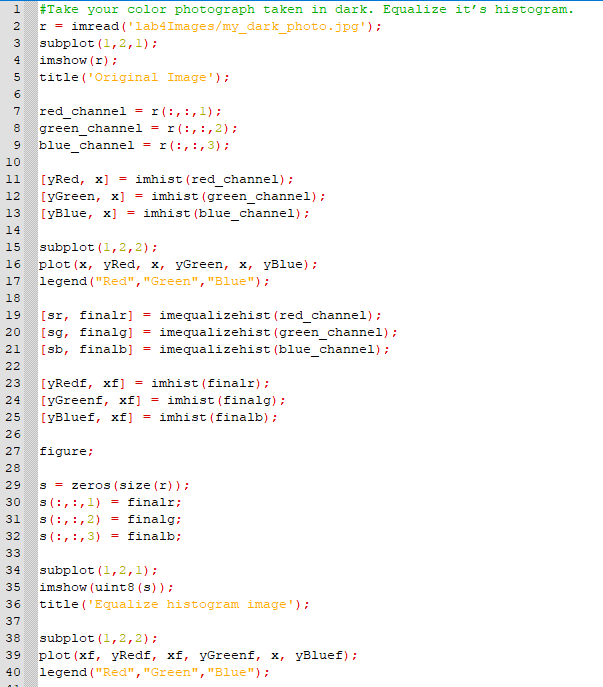 1 #Take your color photograph taken in dark. Equalize it’s histogram.
2 r = imread('lab4Images/my_dark_photo.jpg');
3 subplot(1,2,1);
4 imshow(r);
5 title('Original Image');
6
7 red_channel = r(:,:,1);
8 green_channel = r(:,:,2);
9 blue_channel = r(:,:,3);
10
11 [yRed, x] = imhist(red_channel);
12 [yGreen, x] = imhist(green_channel);
13 [yBlue, x] = imhist(blue_channel);
14
15 subplot(1,2,2);
16 plot(x, yRed, x, yGreen, x, yBlue);
17 legend("Red","Green","Blue");
18
19 [sr, finalr] = imequalizehist(red_channel);
20 [sg, finalg] = imequalizehist(green_channel);
21 [sb, finalb] = imequalizehist(blue_channel);
22
23 [yRedf, xf] = imhist(finalr);
24 [yGreenf, xf] = imhist(finalg);
25 [yBluef, xf] = imhist(finalb);
26
27 figure;
28
29 s = zeros(size(r));
30 s(:,:,1) = finalr;
31 s(:,:,2) = finalg;
32 s(:,:,3) = finalb;
33
34 subplot(1,2,1);
35 imshow(uint8(s));
36 title('Equalize histogram image');
37
38 subplot(1,2,2);
39 plot(xf, yRedf, xf, yGreenf, x, yBluef);
40 legend("Red","Green","Blue");